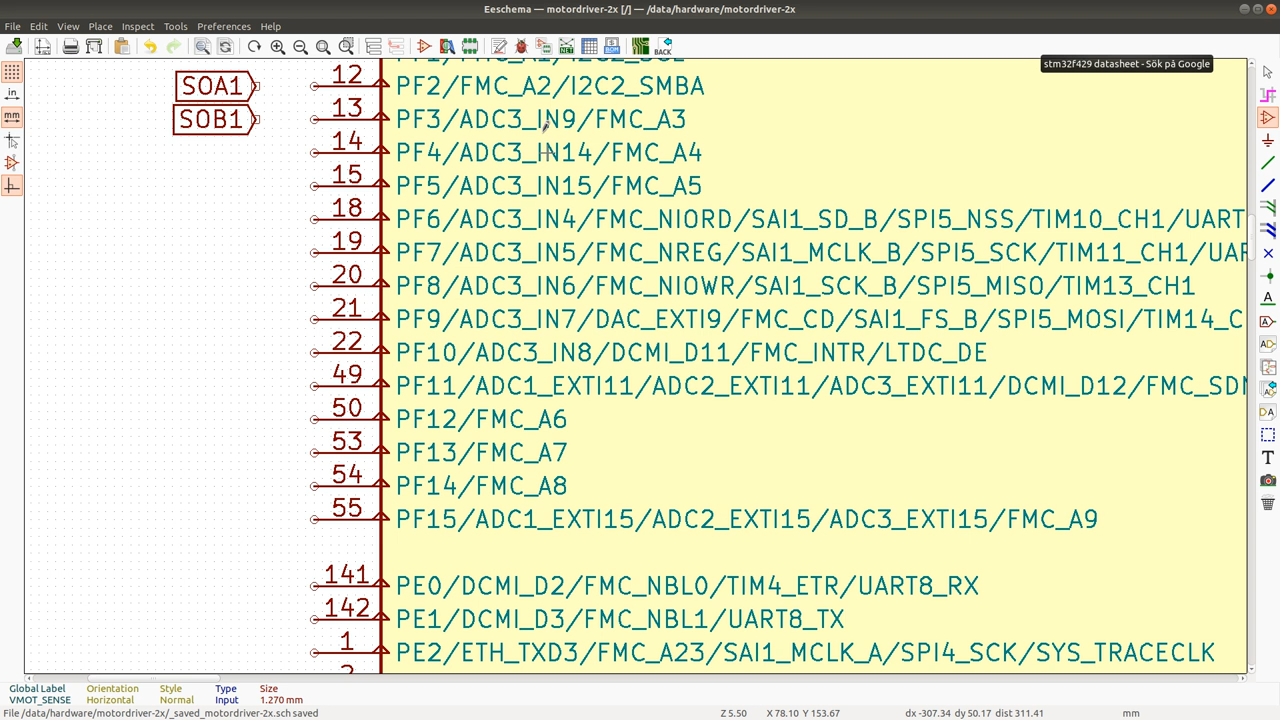 Eeschema — motordriver-2x [/] — /data/hardware/motordriver-2x
File Edit View Place Inspect Tools Preferences Help
BACK
stm32f429 datasheet - Sök på Google
SOA1 12 PF2/FMC_A2/I2C2_SMBA
SOB1 13 PF3/ADC3_IN9/FMC_A3
14 PF4/ADC3_IN14/FMC_A4
15 PF5/ADC3_IN15/FMC_A5
18 PF6/ADC3_IN4/FMC_NIORD/SAI1_SD_B/SPI5_NSS/TIM10_CH1/UART
19 PF7/ADC3_IN5/FMC_NREG/SAI1_MCLK_B/SPI5_SCK/TIM11_CH1/UAR
20 PF8/ADC3_IN6/FMC_NIOWR/SAI1_SCK_B/SPI5_MISO/TIM13_CH1
21 PF9/ADC3_IN7/DAC_EXTI9/FMC_CD/SAI1_FS_B/SPI5_MOSI/TIM14_C
22 PF10/ADC3_IN8/DCMI_D11/FMC_INTR/LTDC_DE
49 PF11/ADC1_EXTI11/ADC2_EXTI11/ADC3_EXTI11/DCMI_D12/FMC_SDN
50 PF12/FMC_A6
53 PF13/FMC_A7
54 PF14/FMC_A8
55 PF15/ADC1_EXTI15/ADC2_EXTI15/ADC3_EXTI15/FMC_A9
141 PE0/DCMI_D2/FMC_NBL0/TIM4_ETR/UART8_RX
142 PE1/DCMI_D3/FMC_NBL1/UART8_TX
1 PE2/ETH_TXD3/FMC_A23/SAI1_MCLK_A/SPI4_SCK/SYS_TRACECLK
in
mm
Global Label Orientation Style Type Size
VMOT_SENSE Horizontal Normal Input 1.270 mm
File /data/hardware/motordriver-2x/_saved_motordriver-2x.sch saved Z 5.50 X 78.10 Y 153.67 dx -307.34 dy 50.17 dist 311.41 mm